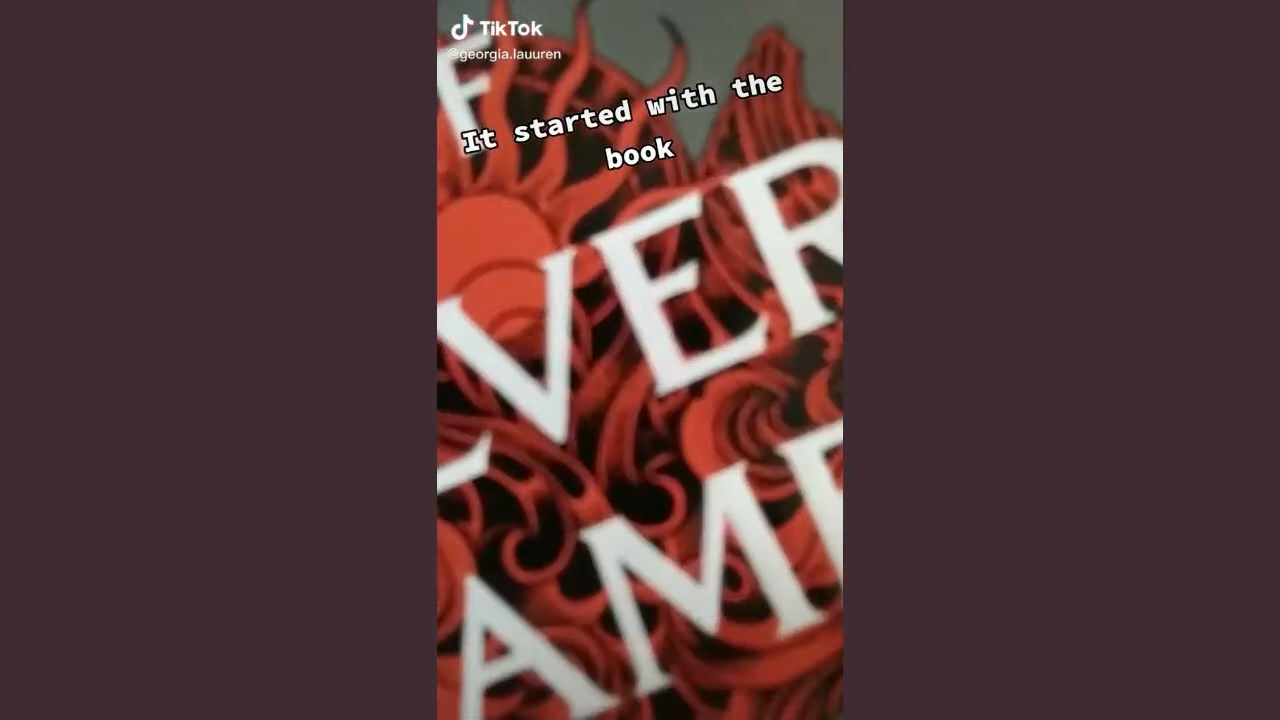 TikTok
@georgia.lauuren
It started with the
book
F
VER
AM